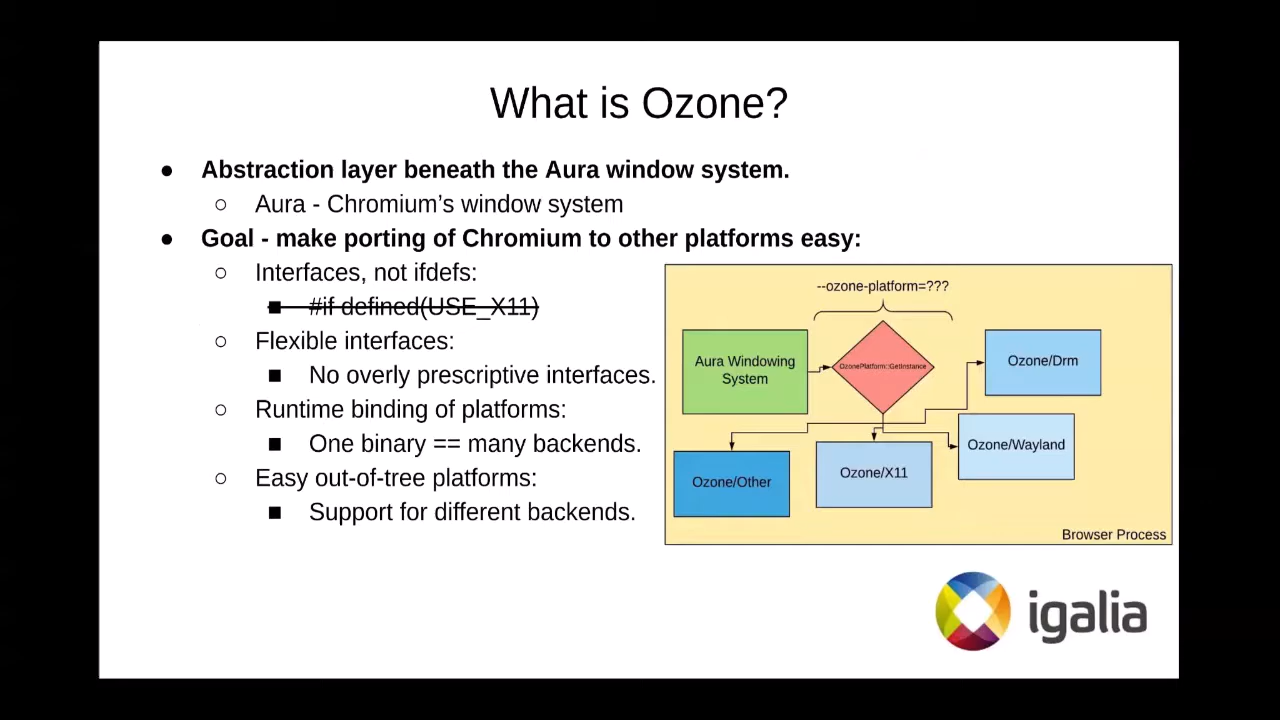 What is Ozone?
● Abstraction layer beneath the Aura window system.
○ Aura - Chromium’s window system
● Goal - make porting of Chromium to other platforms easy:
○ Interfaces, not ifdefs:
■ #if defined(USE_X11)
○ Flexible interfaces:
■ No overly prescriptive interfaces.
○ Runtime binding of platforms:
■ One binary == many backends.
○ Easy out-of-tree platforms:
■ Support for different backends.
--ozone-platform=???
Aura Windowing
System
OzonePlatform::GetInstance
Ozone/Drm
Ozone/Wayland
Ozone/X11
Ozone/Other
Browser Process
igalia